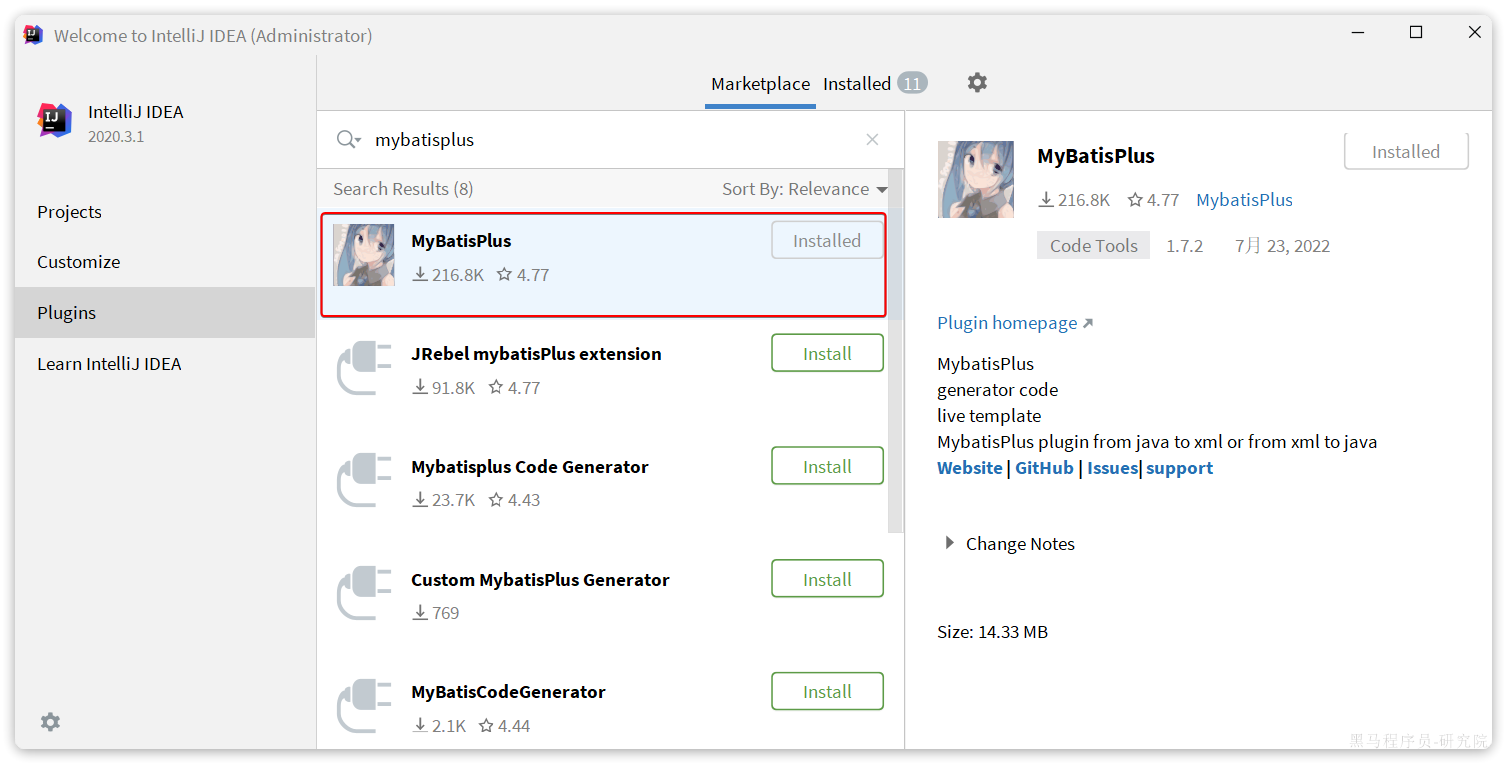 Welcome to IntelliJ IDEA (Administrator)
IJ
IntelliJ IDEA
2020.3.1
Projects
Customize
Plugins
Learn IntelliJ IDEA
Marketplace Installed 11
mybatisplus
Search Results (8) Sort By: Relevance
MyBatisPlus Installed
216.8K 4.77
JRebel mybatisPlus extension Install
91.8K 4.77
Mybatisplus Code Generator Install
23.7K 4.43
Custom MybatisPlus Generator Install
769
MyBatisCodeGenerator Install
2.1K 4.44
MyBatisPlus Installed
216.8K 4.77 MybatisPlus
Code Tools 1.7.2 7月 23, 2022
Plugin homepage
MybatisPlus
generator code
live template
MybatisPlus plugin from java to xml or from xml to java
Website | GitHub | Issues| support
Change Notes
Size: 14.33 MB
黑马程序员-研究院